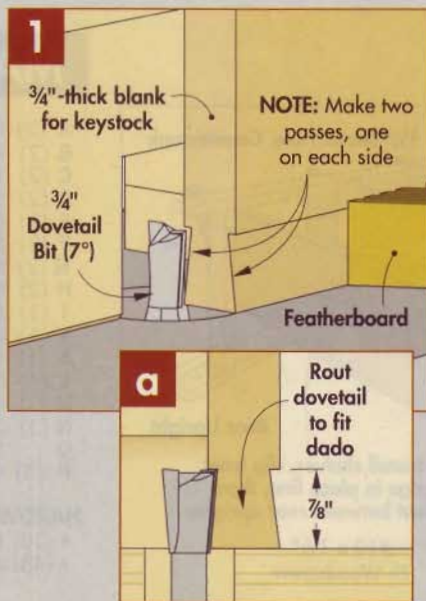 1
3/4"-thick blank
for keystock
NOTE: Make two
passes, one
on each side
3/4"
Dovetail
Bit (7°)
Featherboard
a
Rout
dovetail
to fit
dado
7/8"